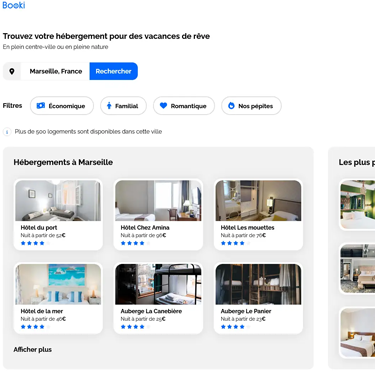 Booki
Trouvez votre hébergement pour des vacances de rêve
En plein centre-ville ou en pleine nature
Marseille, France
Rechercher
Filtres
Économique
Familial
Romantique
Nos pépites
Plus de 500 logements sont disponibles dans cette ville
Hébergements à Marseille
Les plus p
Hôtel du port
Nuit à partir de 52€
Hôtel Chez Amina
Nuit à partir de 96€
Hôtel Les mouettes
Nuit à partir de 76€
Hôtel de la mer
Nuit à partir de 46€
Auberge La Canebière
Nuit à partir de 25€
Auberge Le Panier
Nuit à partir de 23€
Afficher plus